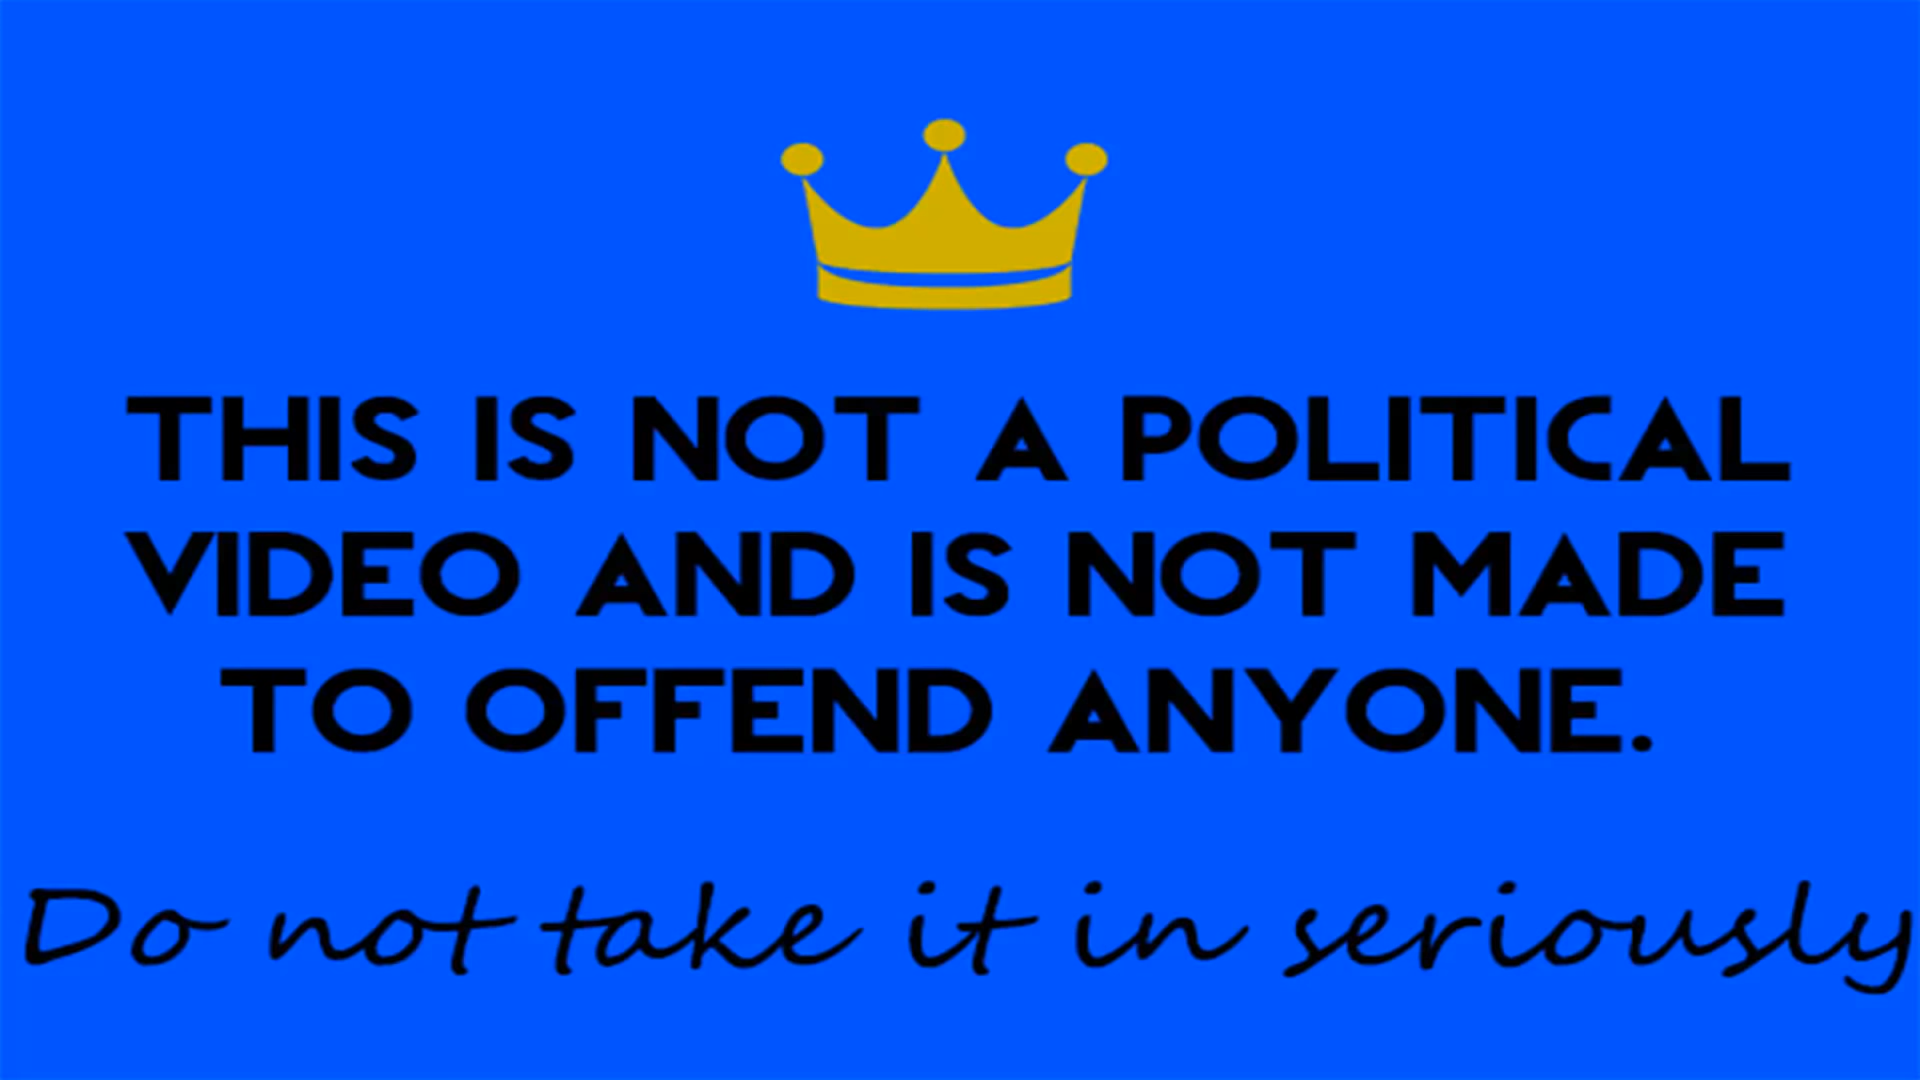 THIS IS NOT A POLITICAL
VIDEO AND IS NOT MADE
TO OFFEND ANYONE.
Do not take it in seriously